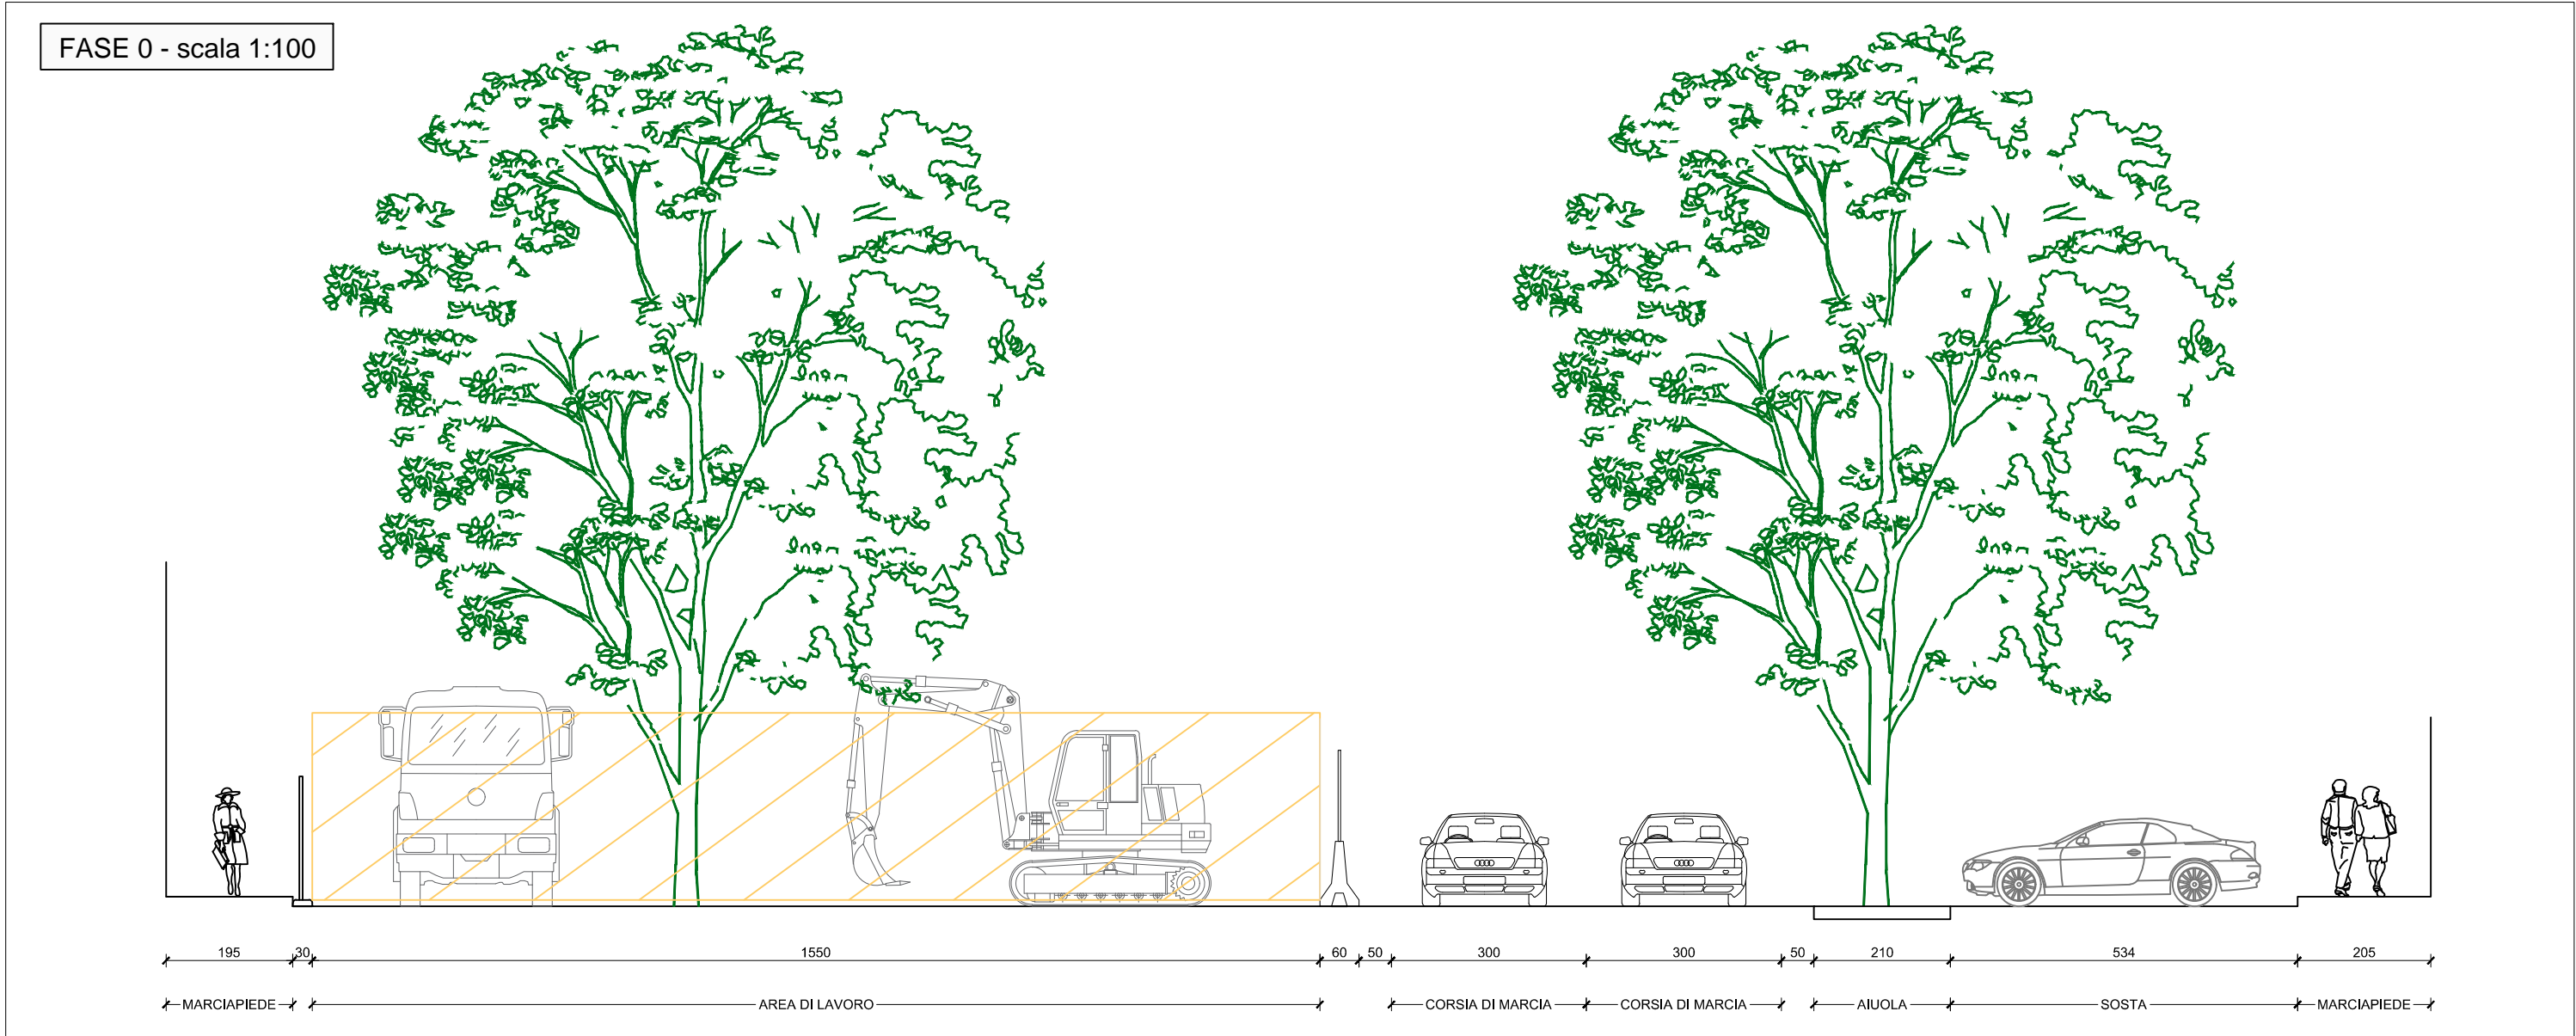 FASE 0 - scala 1:100
195 30 1550 60 50 300 300 50 210 534 205
MARCIAPIEDE AREA DI LAVORO CORSIA DI MARCIA CORSIA DI MARCIA AIUOLA SOSTA MARCIAPIEDE